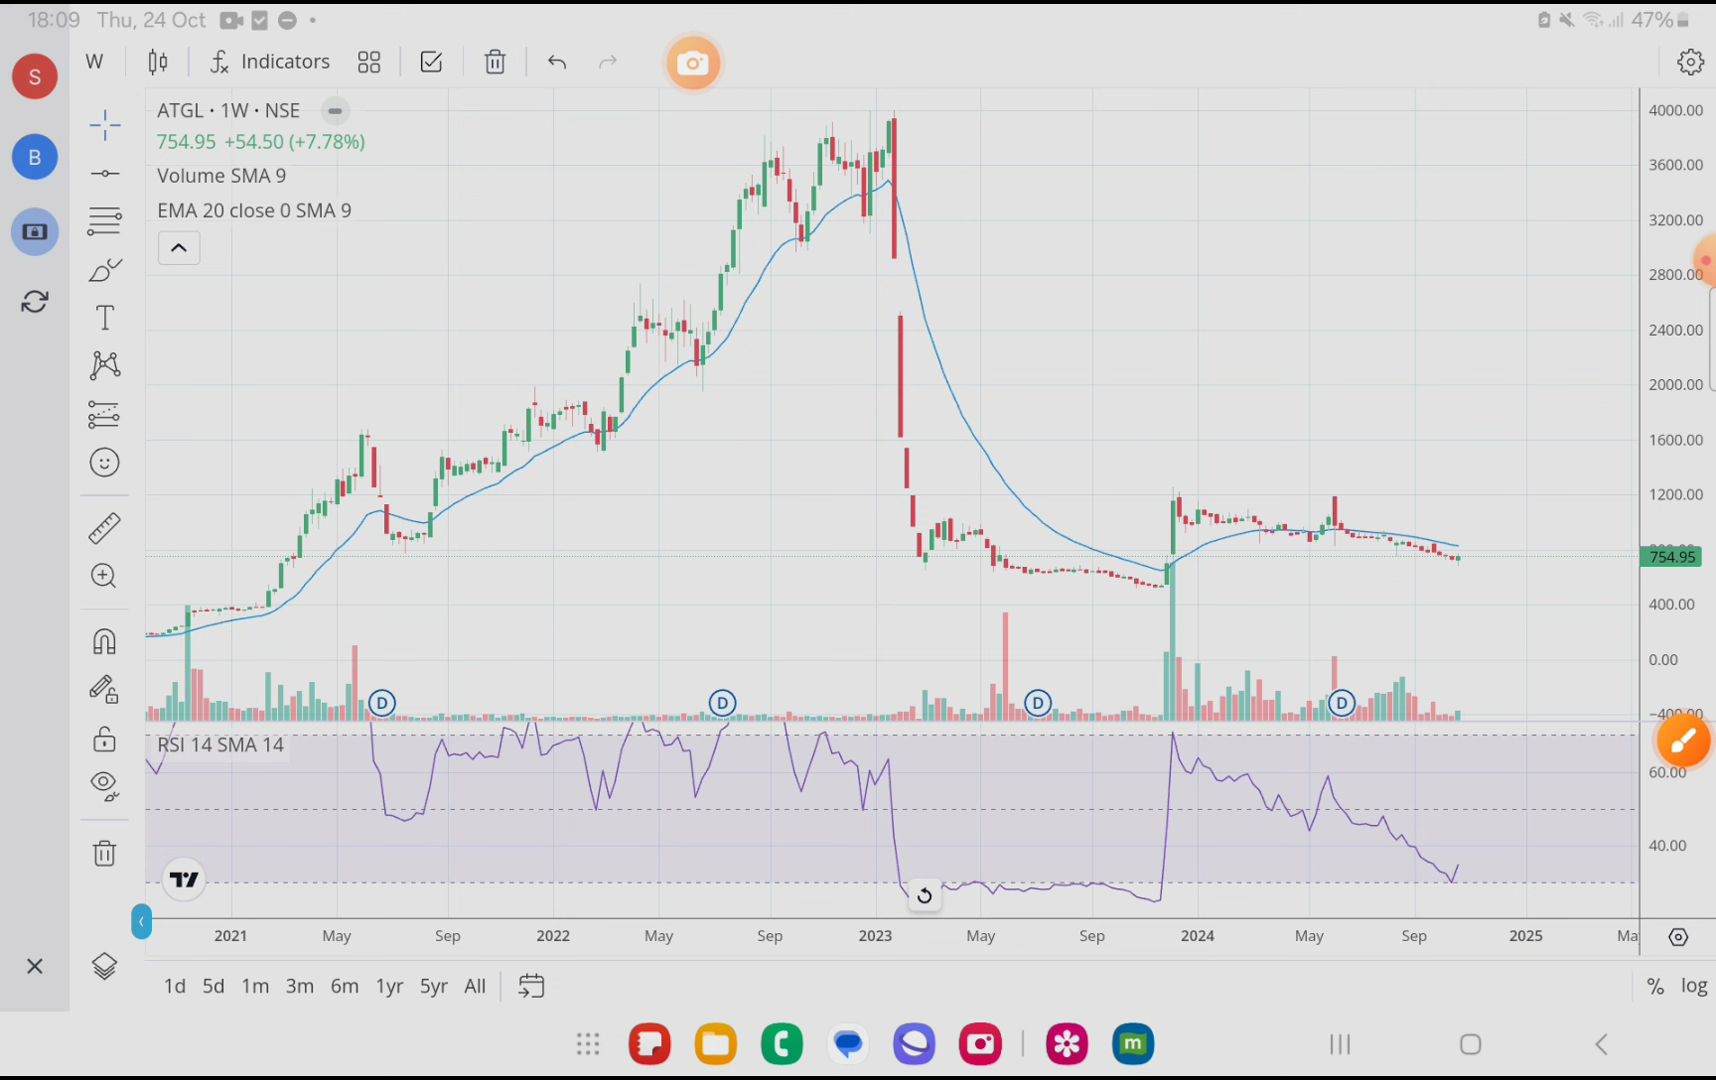 18:09 Thu, 24 Oct 47%
S
B
W Indicators
ATGL · 1W · NSE
754.95 +54.50 (+7.78%)
Volume SMA 9
EMA 20 close 0 SMA 9
T
4000.00
3600.00
3200.00
2800.00
2400.00
2000.00
1600.00
1200.00
754.95
400.00
0.00
−400.00
D D D D
RSI 14 SMA 14
60.00
40.00
2021 May Sep 2022 May Sep 2023 May Sep 2024 May Sep 2025 Ma
1d 5d 1m 3m 6m 1yr 5yr All % log
m